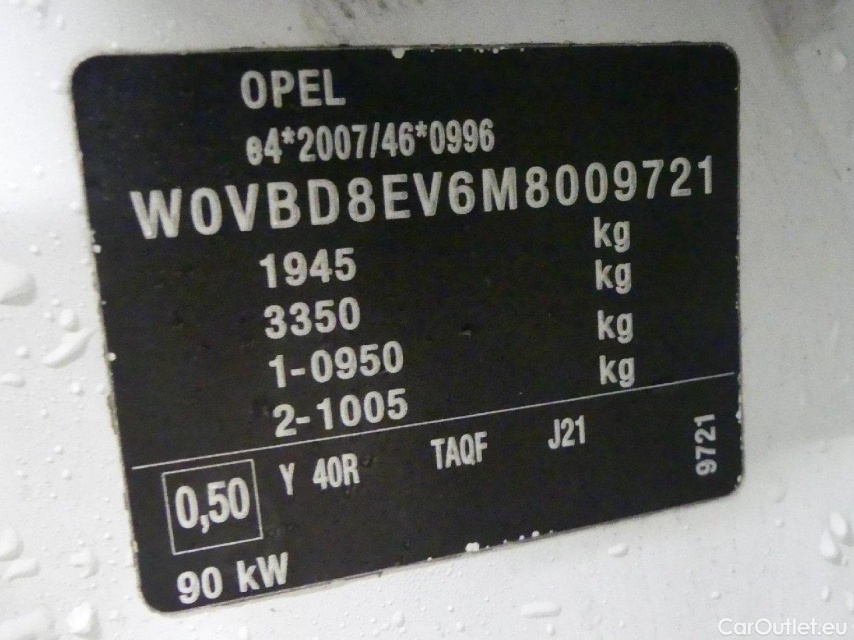 OPEL
e4*2007/46*0996
W0VBD8EV6M8009721
1945 kg
3350 kg
1-0950 kg
2-1005 kg
0,50 Y 40R TAQF J21 9721
90 kW
CarOutlet.eu